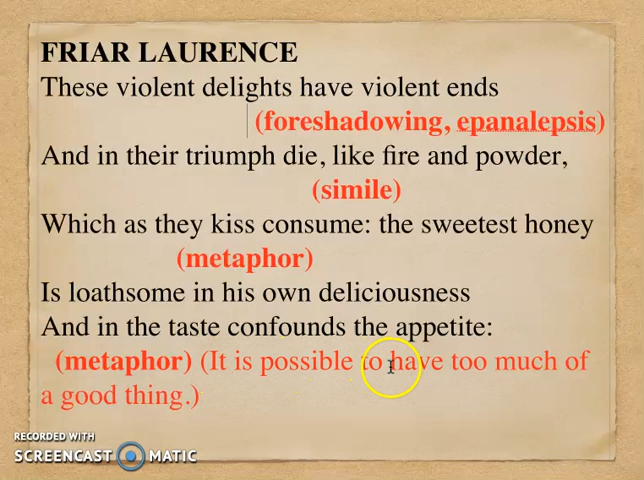 FRIAR LAURENCE
These violent delights have violent ends
(foreshadowing, epanalepsis)
And in their triumph die, like fire and powder,
(simile)
Which as they kiss consume: the sweetest honey
(metaphor)
Is loathsome in his own deliciousness
And in the taste confounds the appetite:
(metaphor) (It is possible to have too much of
a good thing.)
RECORDED WITH
SCREENCAST MATIC